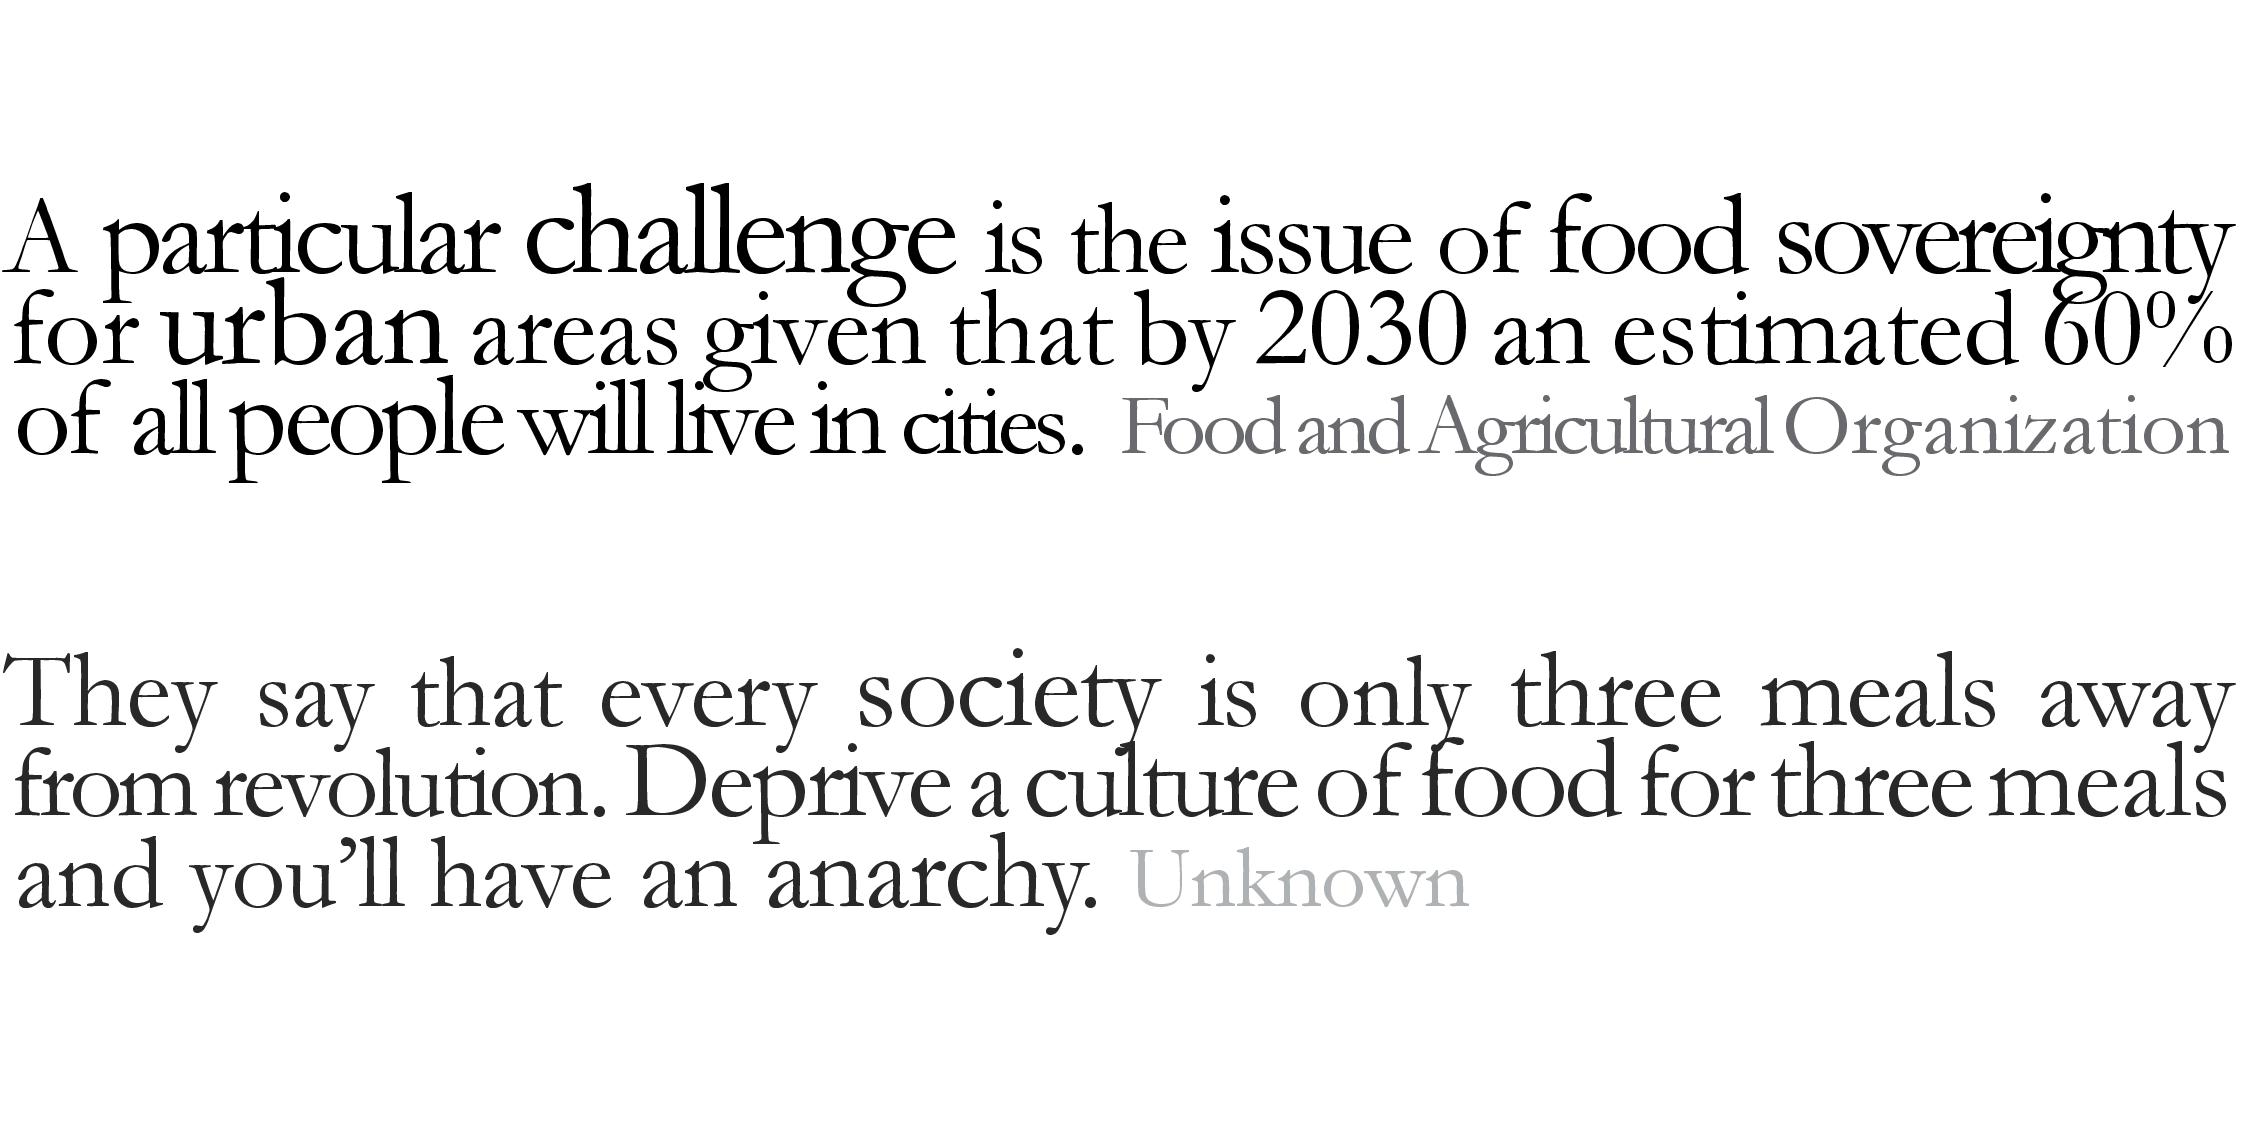 A particular challenge is the issue of food sovereignty
for urban areas given that by 2030 an estimated 60%
of all people will live in cities. Food and Agricultural Organization
They say that every society is only three meals away
from revolution. Deprive a culture of food for three meals
and you’ll have an anarchy. Unknown